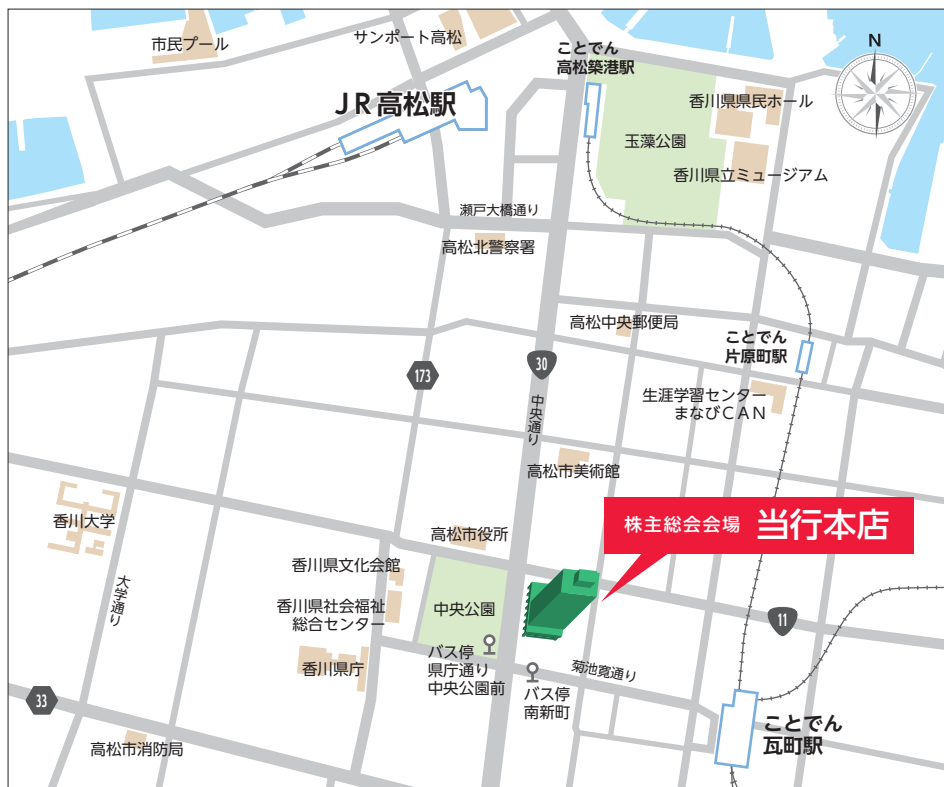 市民プール
サンポート高松
N
ことでん
高松築港駅
JR高松駅
香川県県民ホール
玉藻公園
香川県立ミュージアム
瀬戸大橋通り
高松北警察署
高松中央郵便局
ことでん
片原町駅
30
173
生涯学習センター
まなびCAN
中央通り
高松市美術館
株主総会会場 当行本店
香川大学
高松市役所
香川県文化会館
大学通り
中央公園
香川県社会福祉
総合センター
11
バス停
県庁通り
中央公園前
菊池寛通り
香川県庁
バス停
南新町
33
ことでん
瓦町駅
高松市消防局